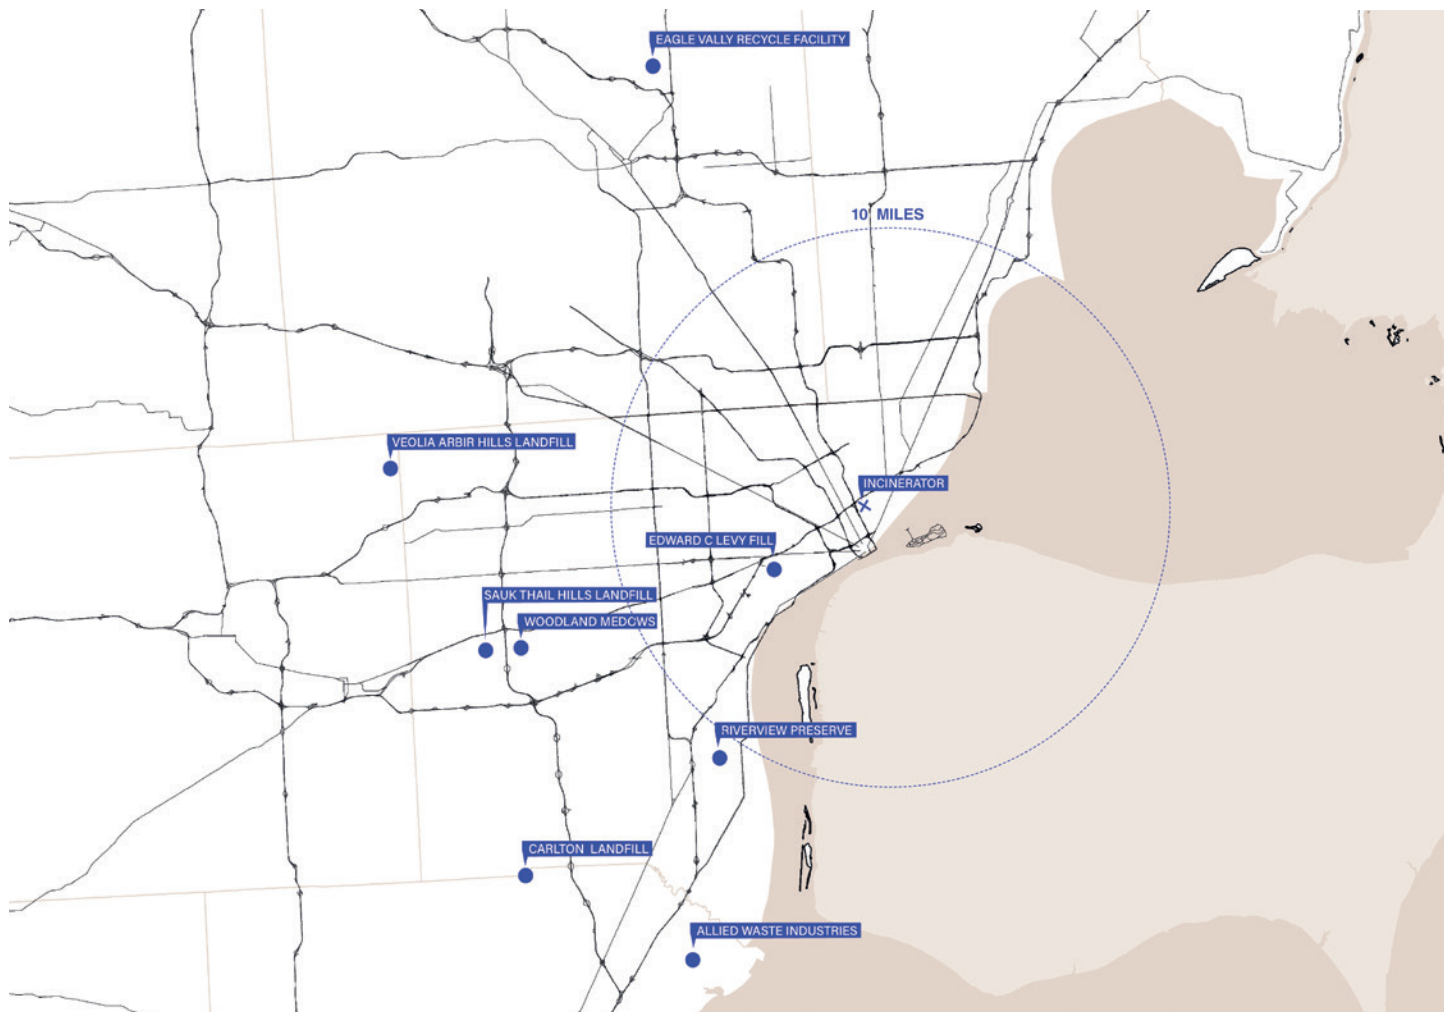 EAGLE VALLY RECYCLE FACILITY
10 MILES
VEOLIA ARBIR HILLS LANDFILL
INCINERATOR
EDWARD C LEVY FILL
SAUK THAIL HILLS LANDFILL
WOODLAND MEDOWS
RIVERVIEW PRESERVE
CARLTON LANDFILL
ALLIED WASTE INDUSTRIES